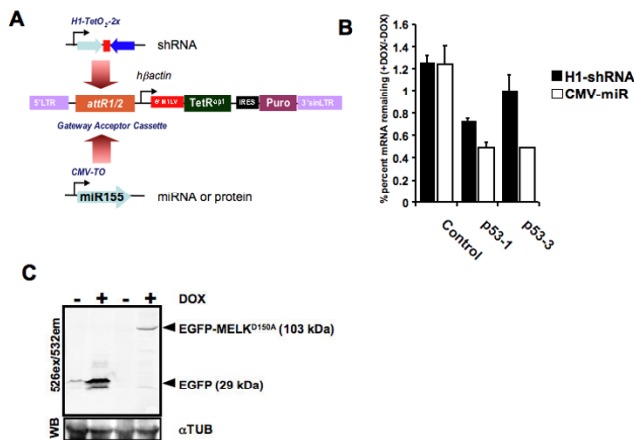 A
H1-TetO2-2x
shRNA
hβactin
5'LTR
attR1/2
TetRopt
IRES
Puro
3'sinLTR
Gateway Acceptor Cassette
CMV-TO
miR155
miRNA or protein
B
% percent mRNA remaining (+DOX/-DOX)
1.4
1.2
1
0.8
0.6
0.4
0.2
0
H1-shRNA
CMV-miR
Control
p53-1
p53-3
C
- + - + DOX
526ex/532em
EGFP-MELKD150A (103 kDa)
EGFP (29 kDa)
WB
αTUB